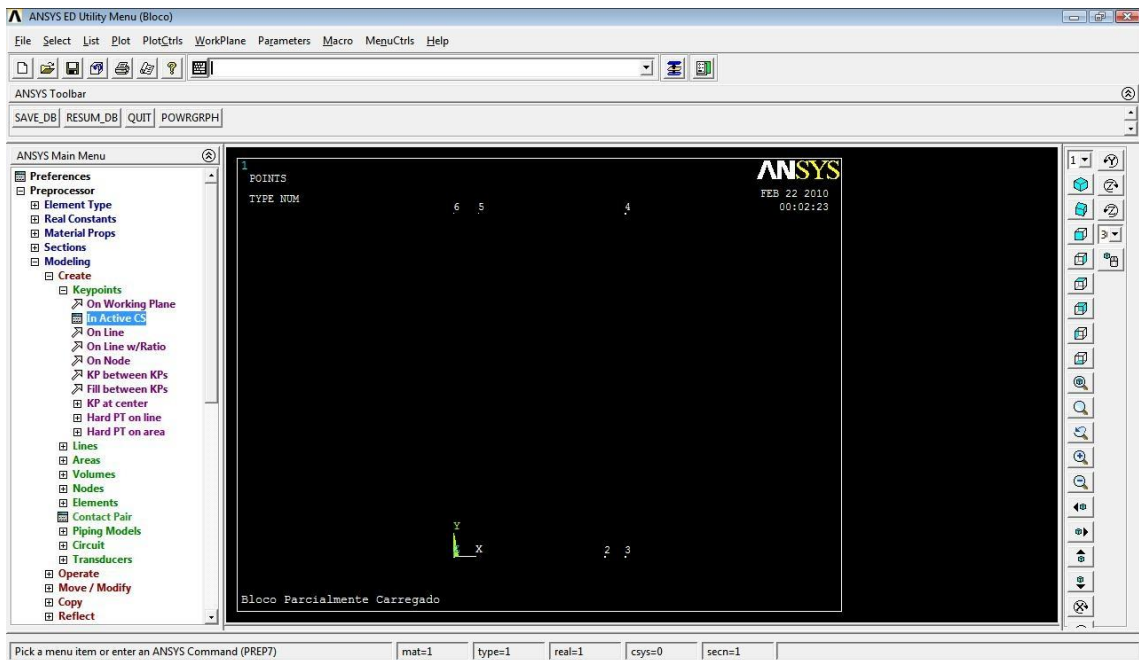 ANSYS ED Utility Menu (Bloco)
File Select List Plot PlotCtrls WorkPlane Parameters Macro MenuCtrls Help
ANSYS Toolbar
SAVE_DB RESUM_DB QUIT POWRGRPH
ANSYS Main Menu
Preferences
Preprocessor
Element Type
Real Constants
Material Props
Sections
Modeling
Create
Keypoints
On Working Plane
In Active CS
On Line
On Line w/Ratio
On Node
KP between KPs
Fill between KPs
KP at center
Hard PT on line
Hard PT on area
Lines
Areas
Volumes
Nodes
Elements
Contact Pair
Piping Models
Circuit
Transducers
Operate
Move / Modify
Copy
Reflect
1
POINTS
TYPE NUM
ANSYS
FEB 22 2010
00:02:23
6 5 4
Y
X 2 3
Bloco Parcialmente Carregado
1
Pick a menu item or enter an ANSYS Command (PREP7) mat=1 type=1 real=1 csys=0 secn=1